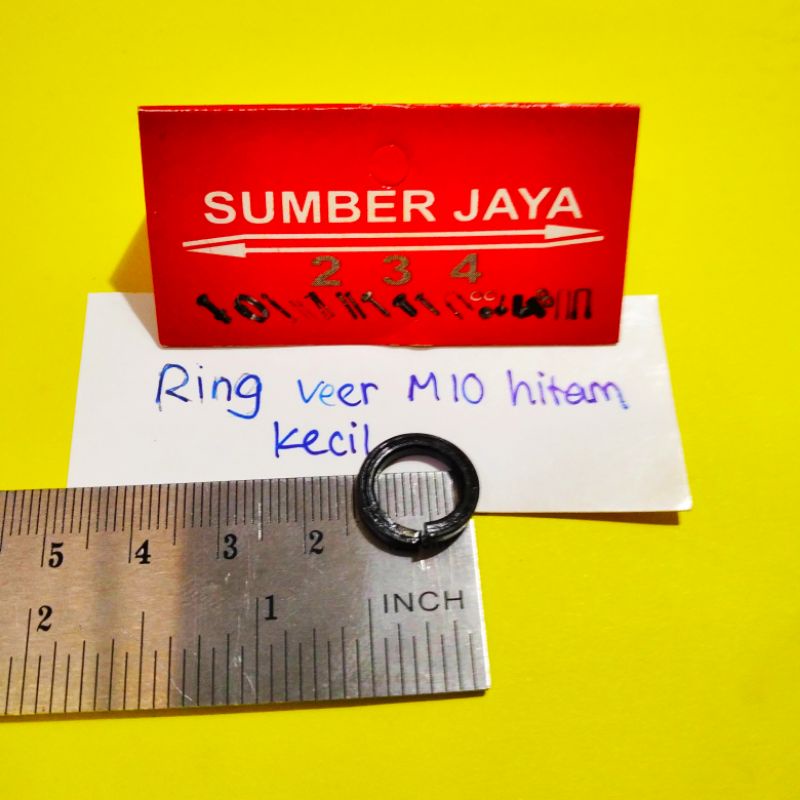 SUMBER JAYA
2 3 4
Ring veer M10 hitam
kecil
5 4 3 2
2 1 INCH